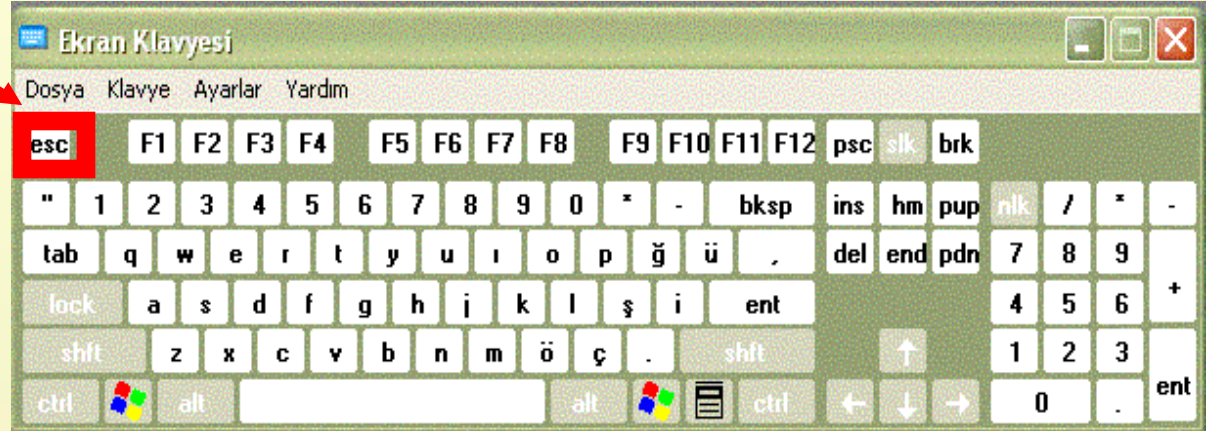 Ekran Klavyesi
Dosya Klavye Ayarlar Yardım
esc F1 F2 F3 F4 F5 F6 F7 F8 F9 F10 F11 F12 psc slk brk
" 1 2 3 4 5 6 7 8 9 0 * - bksp ins hm pup nlk / * -
tab q w e r t y u ı o p ğ ü , del end pdn 7 8 9 +
lock a s d f g h j k l ş i ent 4 5 6
shft z x c v b n m ö ç . shft ↑ 1 2 3 ent
ctrl alt alt ctrl ← ↓ → 0 .